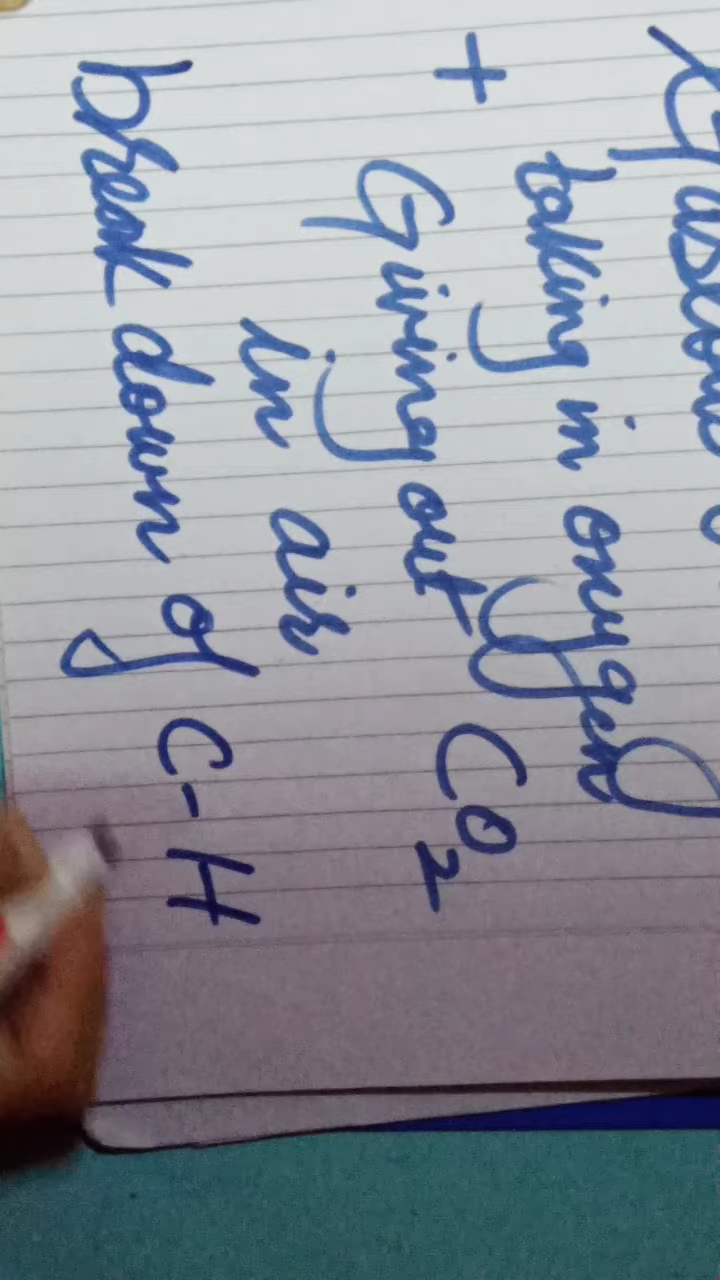 + taking in oxygen
Giving out CO2
in air
break down of C-H